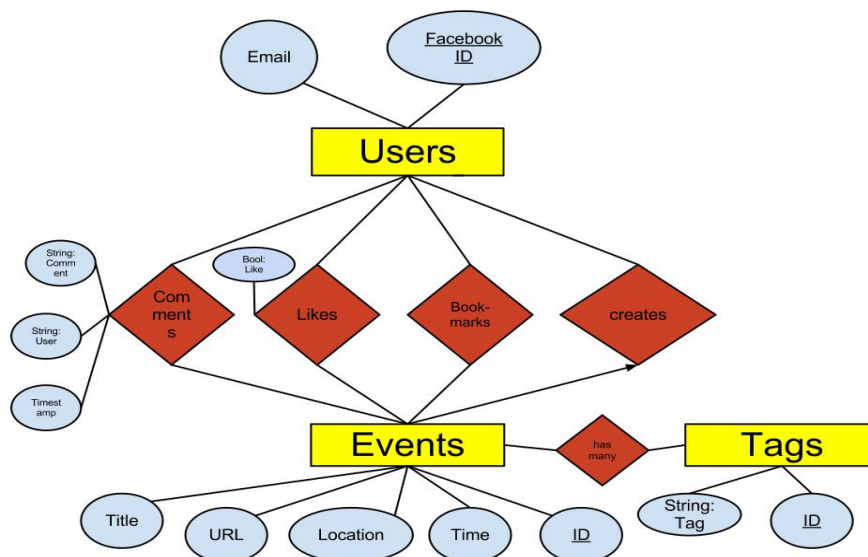 Email
Facebook
ID
Users
String:
Comm
ent
Bool:
Like
Com
ment
s
Likes
Book-
marks
creates
String:
User
Timest
amp
Events
has
many
Tags
Title
URL
Location
Time
ID
String:
Tag
ID